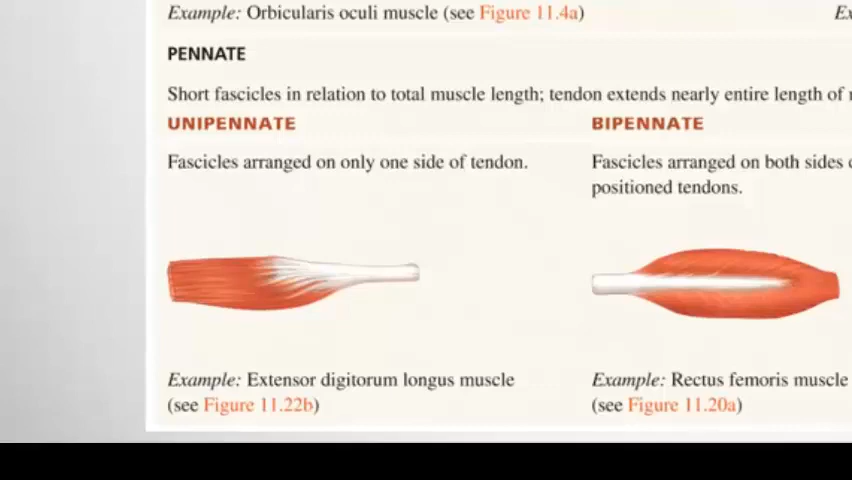 Example: Orbicularis oculi muscle (see Figure 11.4a)
PENNATE
Short fascicles in relation to total muscle length; tendon extends nearly entire length of
UNIPENNATE
Fascicles arranged on only one side of tendon.
Example: Extensor digitorum longus muscle
(see Figure 11.22b)
BIPENNATE
Fascicles arranged on both sides
positioned tendons.
Example: Rectus femoris muscle
(see Figure 11.20a)